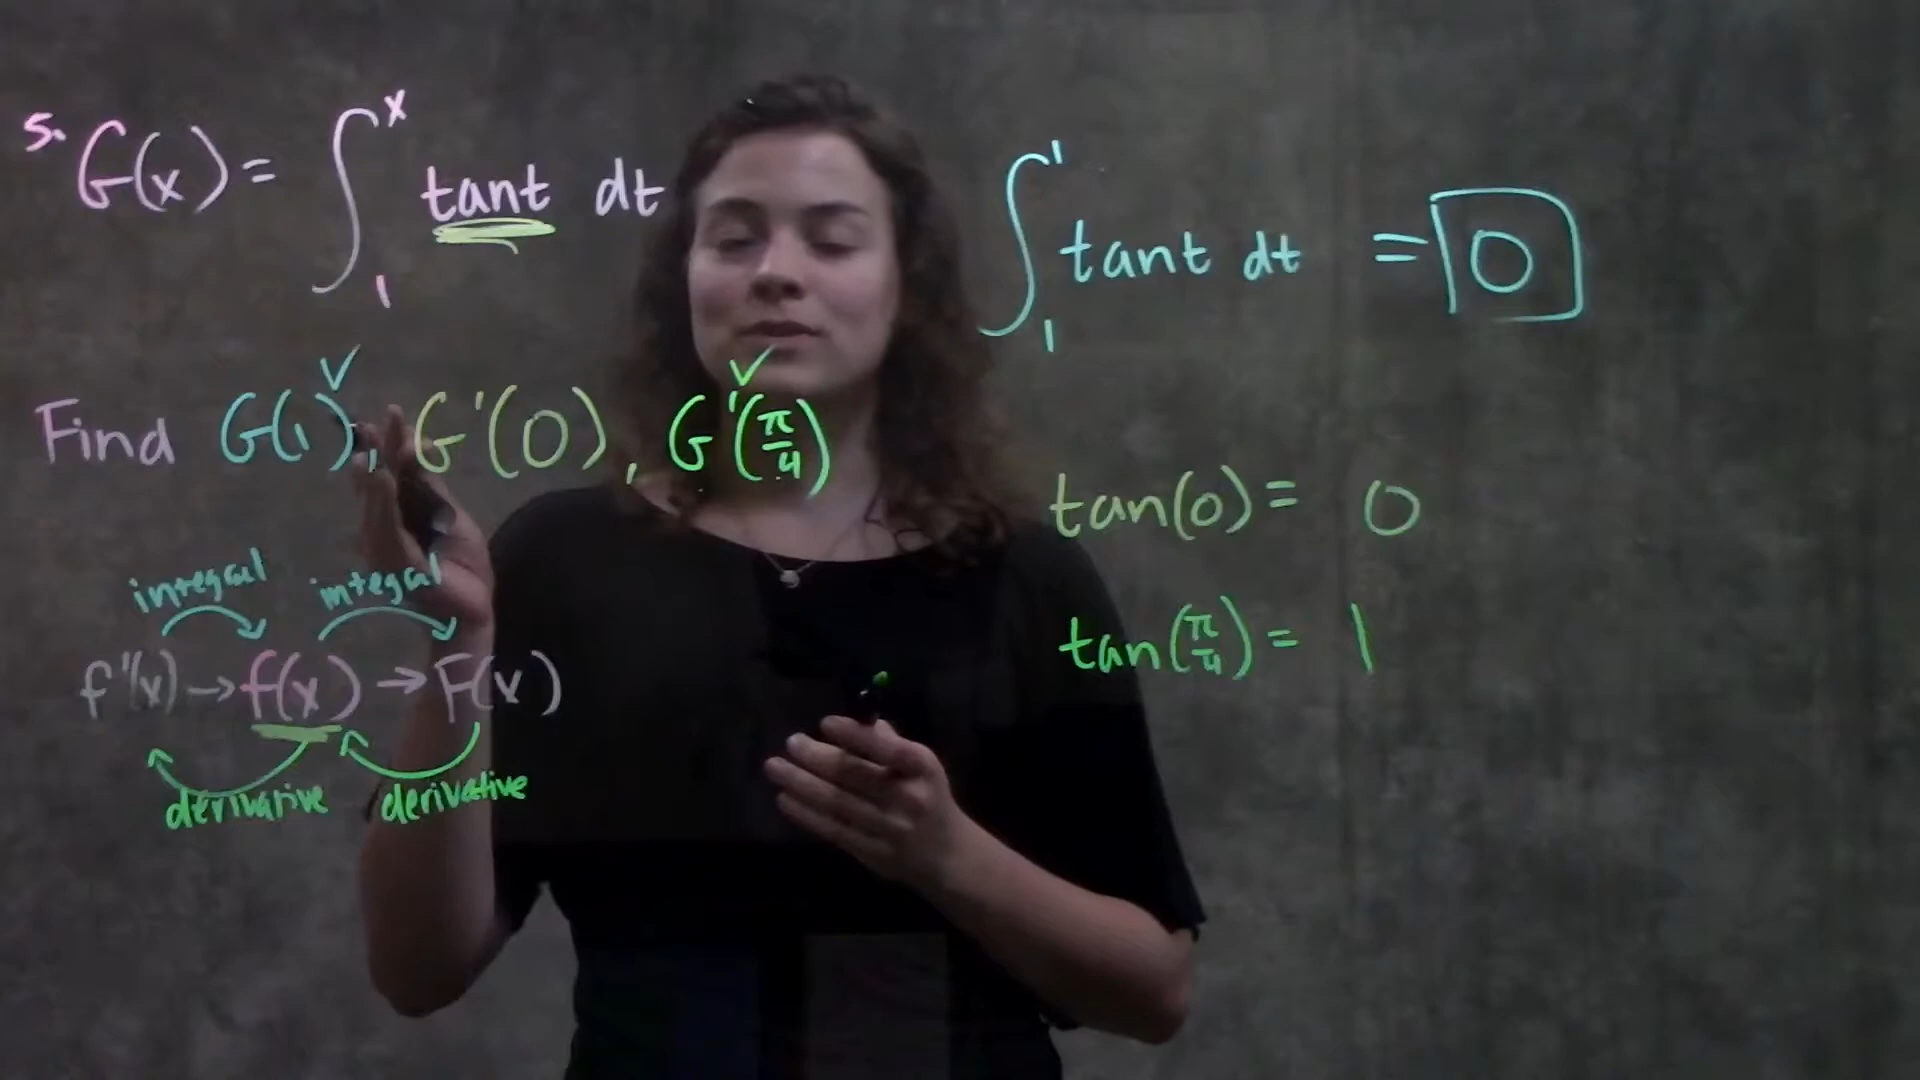 5. G(x) = ∫₁ˣ tant dt
∫₁¹ tant dt = 0
Find G(1), G'(0), G'(π/4)
tan(0) = 0
tan(π/4) = 1
integral integral
f'(x) → f(x) → F(x)
derivative derivative